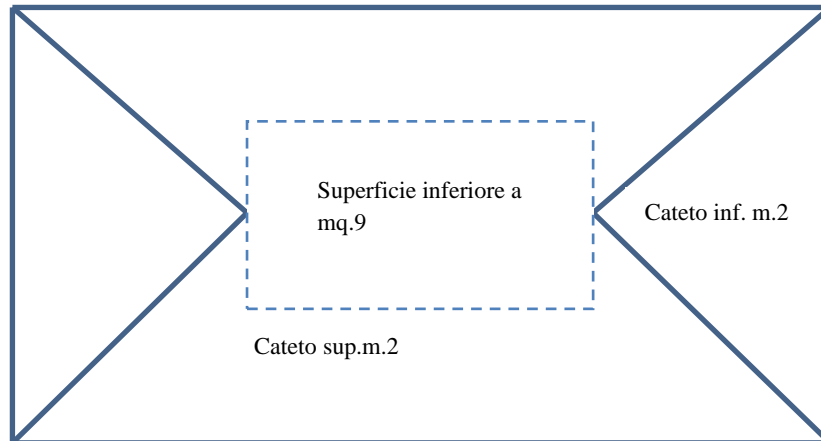 Superficie inferiore a
mq.9
Cateto inf. m.2
Cateto sup.m.2